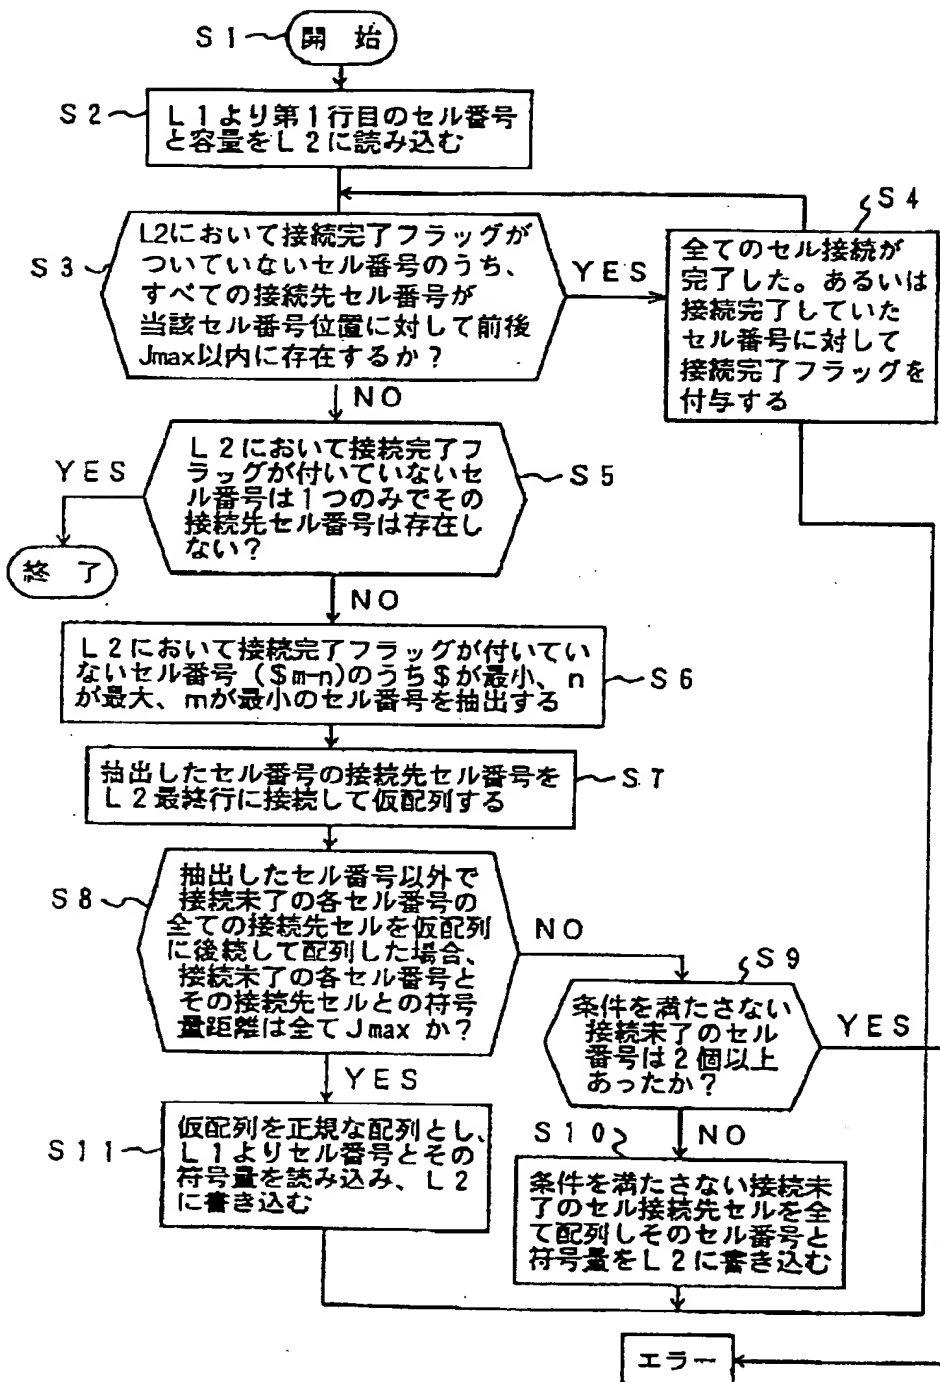 S1
開 始
S2
L1より第1行目のセル番号
と容量をL2に読み込む
S3
L2において接続完了フラッグが
ついていないセル番号のうち、
すべての接続先セル番号が
当該セル番号位置に対して前後
Jmax以内に存在するか?
YES
S4
全てのセル接続が
完了した。あるいは
接続完了していた
セル番号に対して
接続完了フラッグを
付与する
NO
L2において接続完了フ
ラッグが付いていないセ
ル番号は1つのみでその
接続先セル番号は存在し
ない?
S5
YES
終 了
NO
L2において接続完了フラッグが付いてい
ないセル番号($m-n)のうち$が最小、n
が最大、mが最小のセル番号を抽出する
S6
抽出したセル番号の接続先セル番号を
L2最終行に接続して仮配列する
S7
S8
抽出したセル番号以外で
接続未了の各セル番号の
全ての接続先セルを仮配列
に後続して配列した場合、
接続未了の各セル番号と
その接続先セルとの符号
量距離は全てJmaxか?
NO
S9
条件を満たさない
接続未了のセル
番号は2個以上
あったか?
YES
YES
S11
仮配列を正規な配列とし、
L1よりセル番号とその
符号量を読み込み、L2
に書き込む
S10
NO
条件を満たさない接続未
了のセル接続先セルを全
て配列しそのセル番号と
符号量をL2に書き込む
エラー